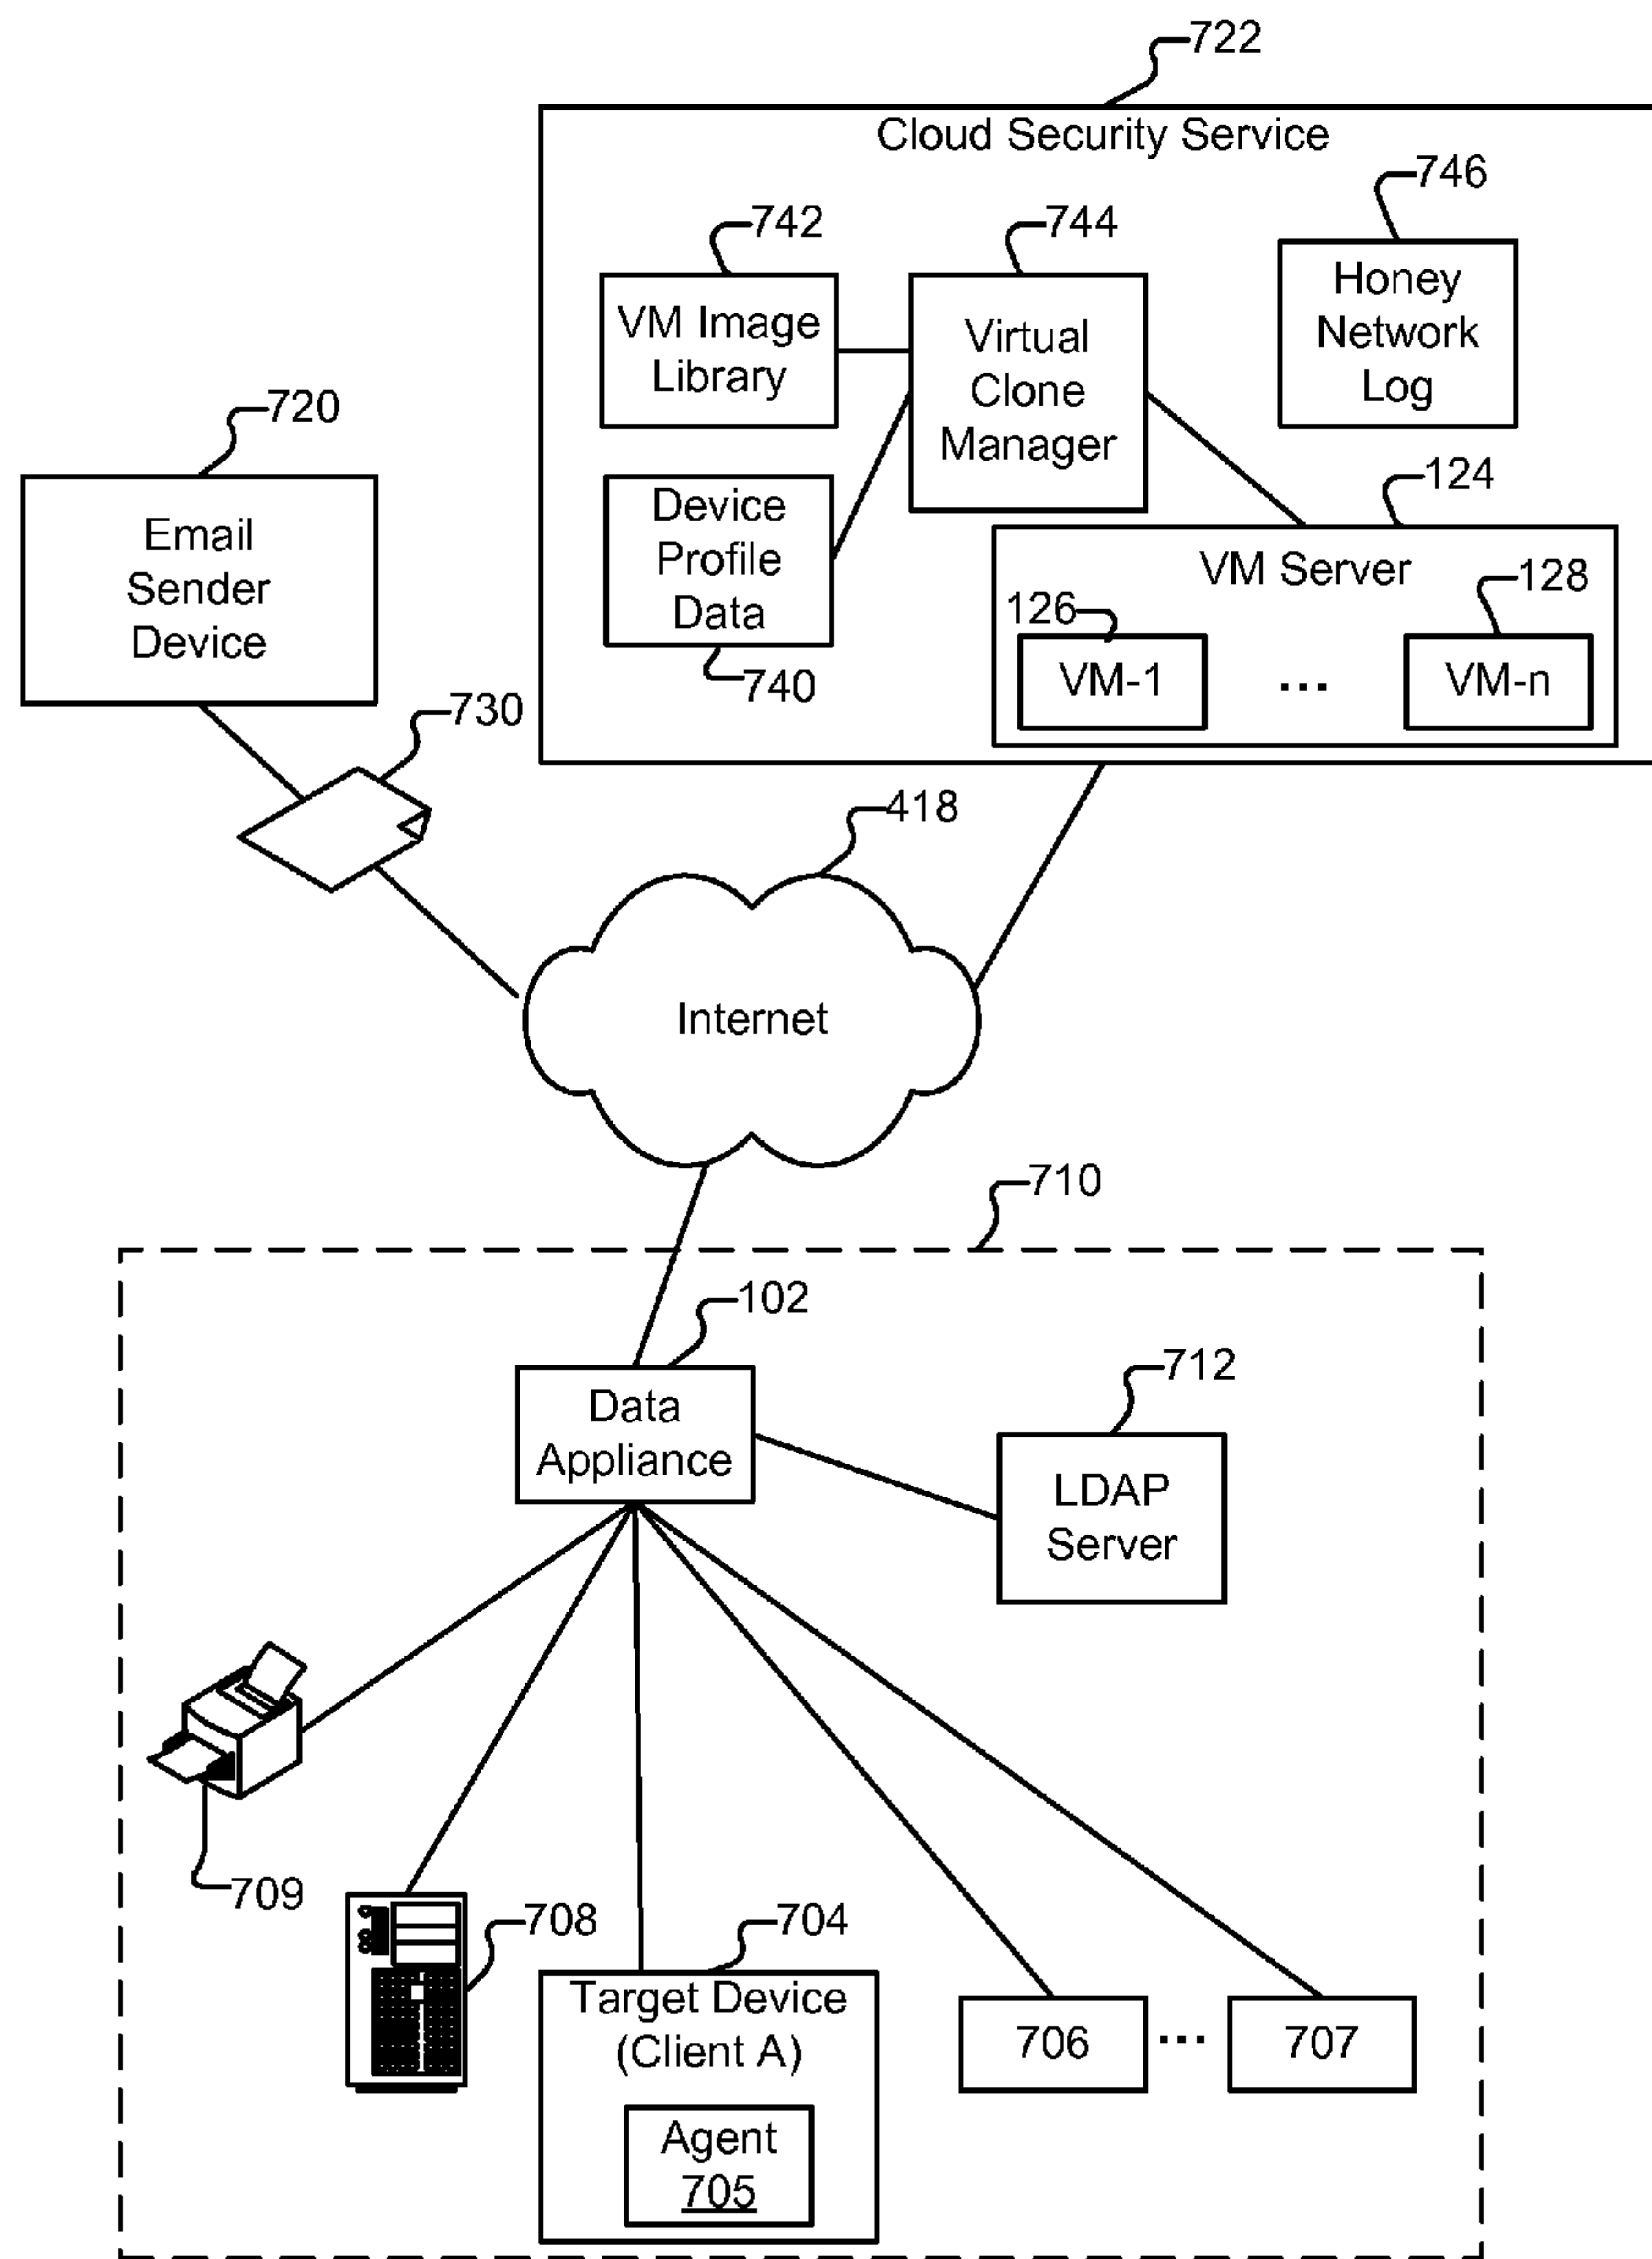 722
Cloud Security Service
746
742
744
Honey
Network
Log
VM Image
Library
Virtual
Clone
Manager
720
Email
Sender
Device
Device
Profile
Data
740
124
VM Server
126
128
VM-1
...
VM-n
730
418
Internet
710
102
Data
Appliance
712
LDAP
Server
709
708
704
Target Device
(Client A)
Agent
705
706
...
707